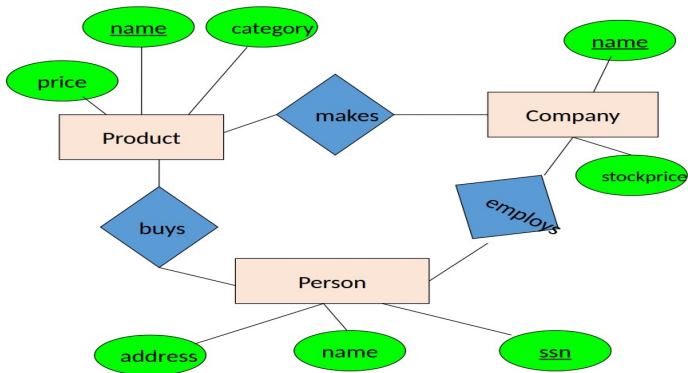 name
category
name
price
makes
Company
Product
stockprice
employs
buys
Person
address
name
ssn